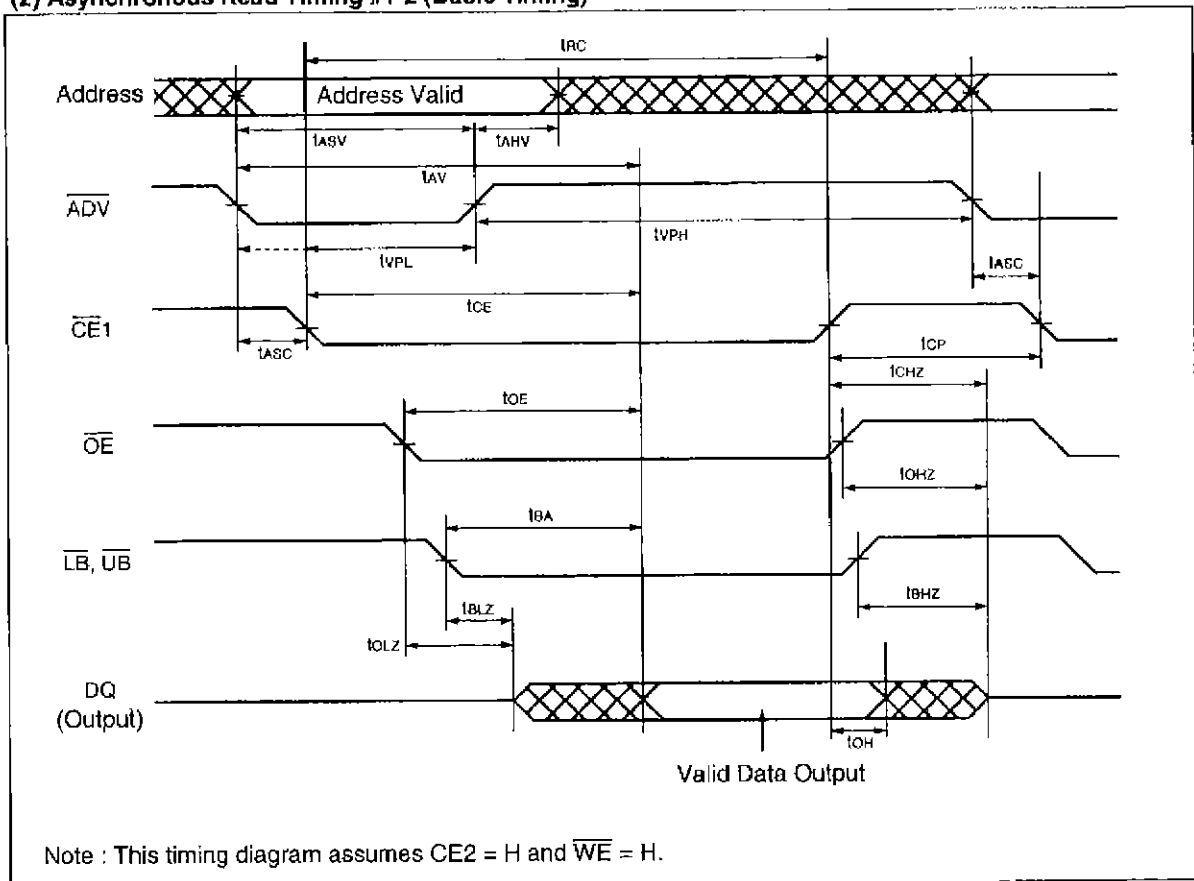 (2) Asynchronous Read Timing #1-2 (Basic Timing)
tRC
Address
Address Valid
tASV
tAHV
tAV
ADV
tVPL
tVPH
tASC
tCE
CE1
tASC
tCP
tCHZ
tOE
OE
tOHZ
tBA
LB, UB
tBLZ
tBHZ
tOLZ
DQ
(Output)
tOH
Valid Data Output
Note : This timing diagram assumes CE2 = H and WE = H.